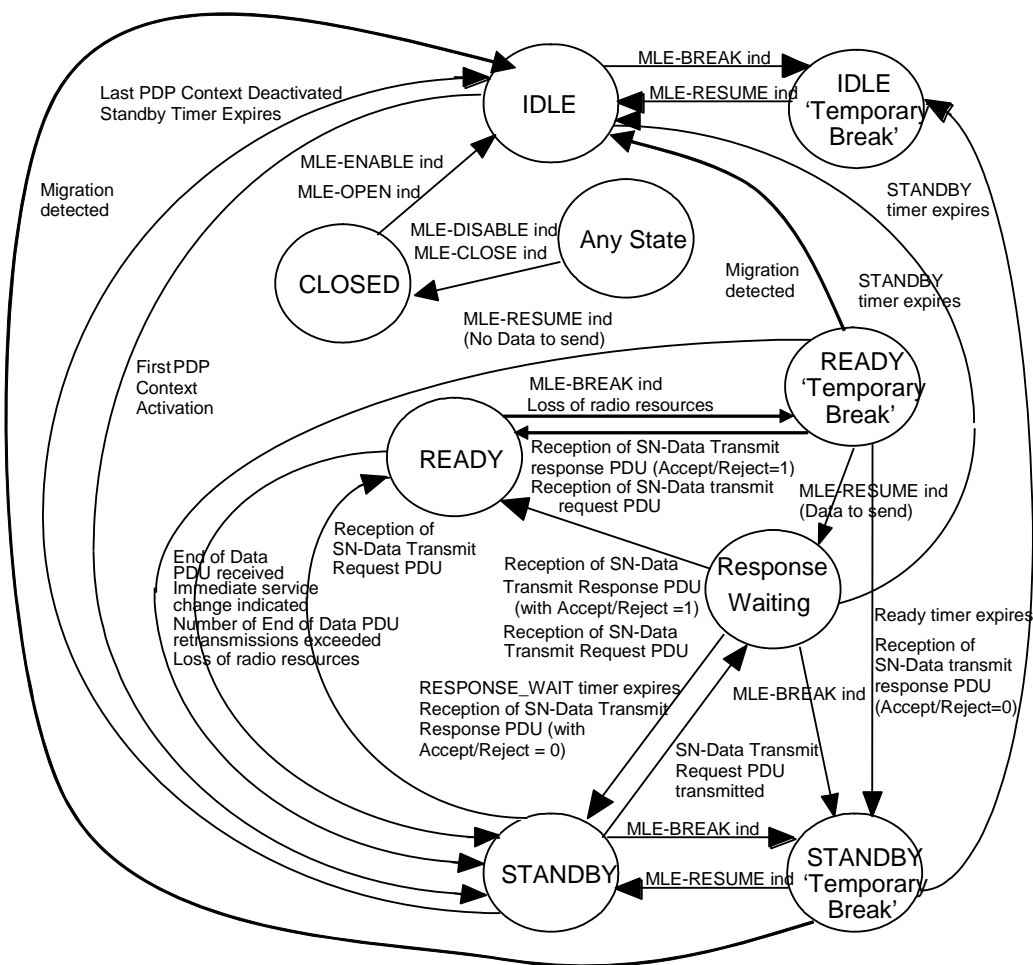 MLE-BREAK ind
IDLE
MLE-RESUME ind
IDLE
'Temporary
Break'
Last PDP Context Deactivated
Standby Timer Expires
MLE-ENABLE ind
MLE-OPEN ind
Migration
detected
STANDBY
timer expires
MLE-DISABLE ind
MLE-CLOSE ind
Any State
CLOSED
Migration
detected
STANDBY
timer expires
MLE-RESUME ind
(No Data to send)
First PDP
Context
Activation
READY
'Temporary
Break'
MLE-BREAK ind
Loss of radio resources
READY
Reception of SN-Data Transmit
response PDU (Accept/Reject=1)
Reception of SN-Data transmit
request PDU
MLE-RESUME ind
(Data to send)
Reception of
SN-Data Transmit
Request PDU
End of Data
PDU received
Immediate service
change indicated
Number of End of Data PDU
retransmissions exceeded
Loss of radio resources
Reception of SN-Data
Transmit Response PDU
(with Accept/Reject =1)
Reception of SN-Data
Transmit Request PDU
Response
Waiting
Ready timer expires
Reception of
SN-Data transmit
response PDU
(Accept/Reject=0)
RESPONSE_WAIT timer expires
Reception of SN-Data Transmit
Response PDU (with
Accept/Reject = 0)
MLE-BREAK ind
SN-Data Transmit
Request PDU
transmitted
MLE-BREAK ind
STANDBY
MLE-RESUME ind
STANDBY
'Temporary
Break'